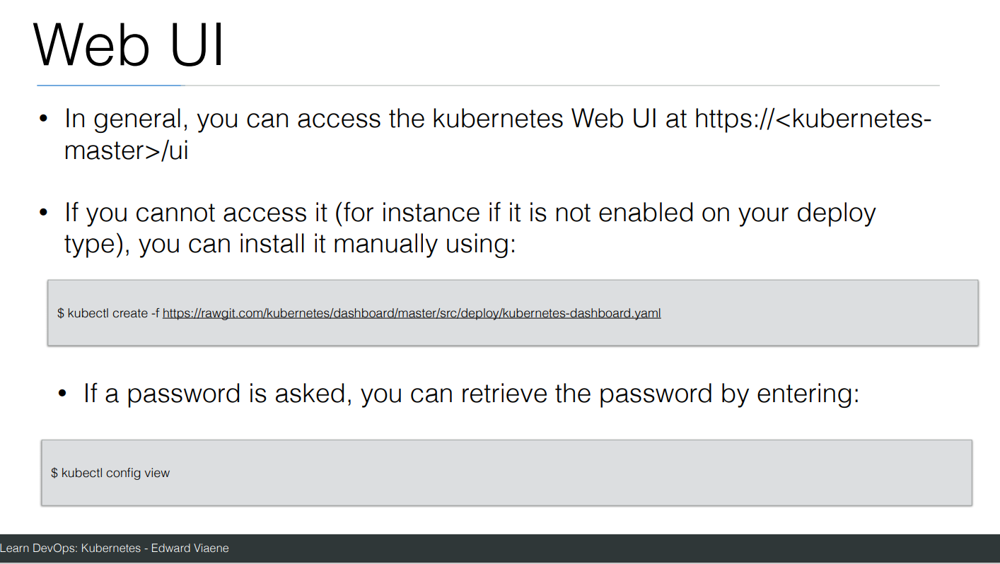 Web UI
• In general, you can access the kubernetes Web UI at https://<kubernetes-
master>/ui
• If you cannot access it (for instance if it is not enabled on your deploy
type), you can install it manually using:
$ kubectl create -f https://rawgit.com/kubernetes/dashboard/master/src/deploy/kubernetes-dashboard.yaml
• If a password is asked, you can retrieve the password by entering:
$ kubectl config view
Learn DevOps: Kubernetes - Edward Viaene